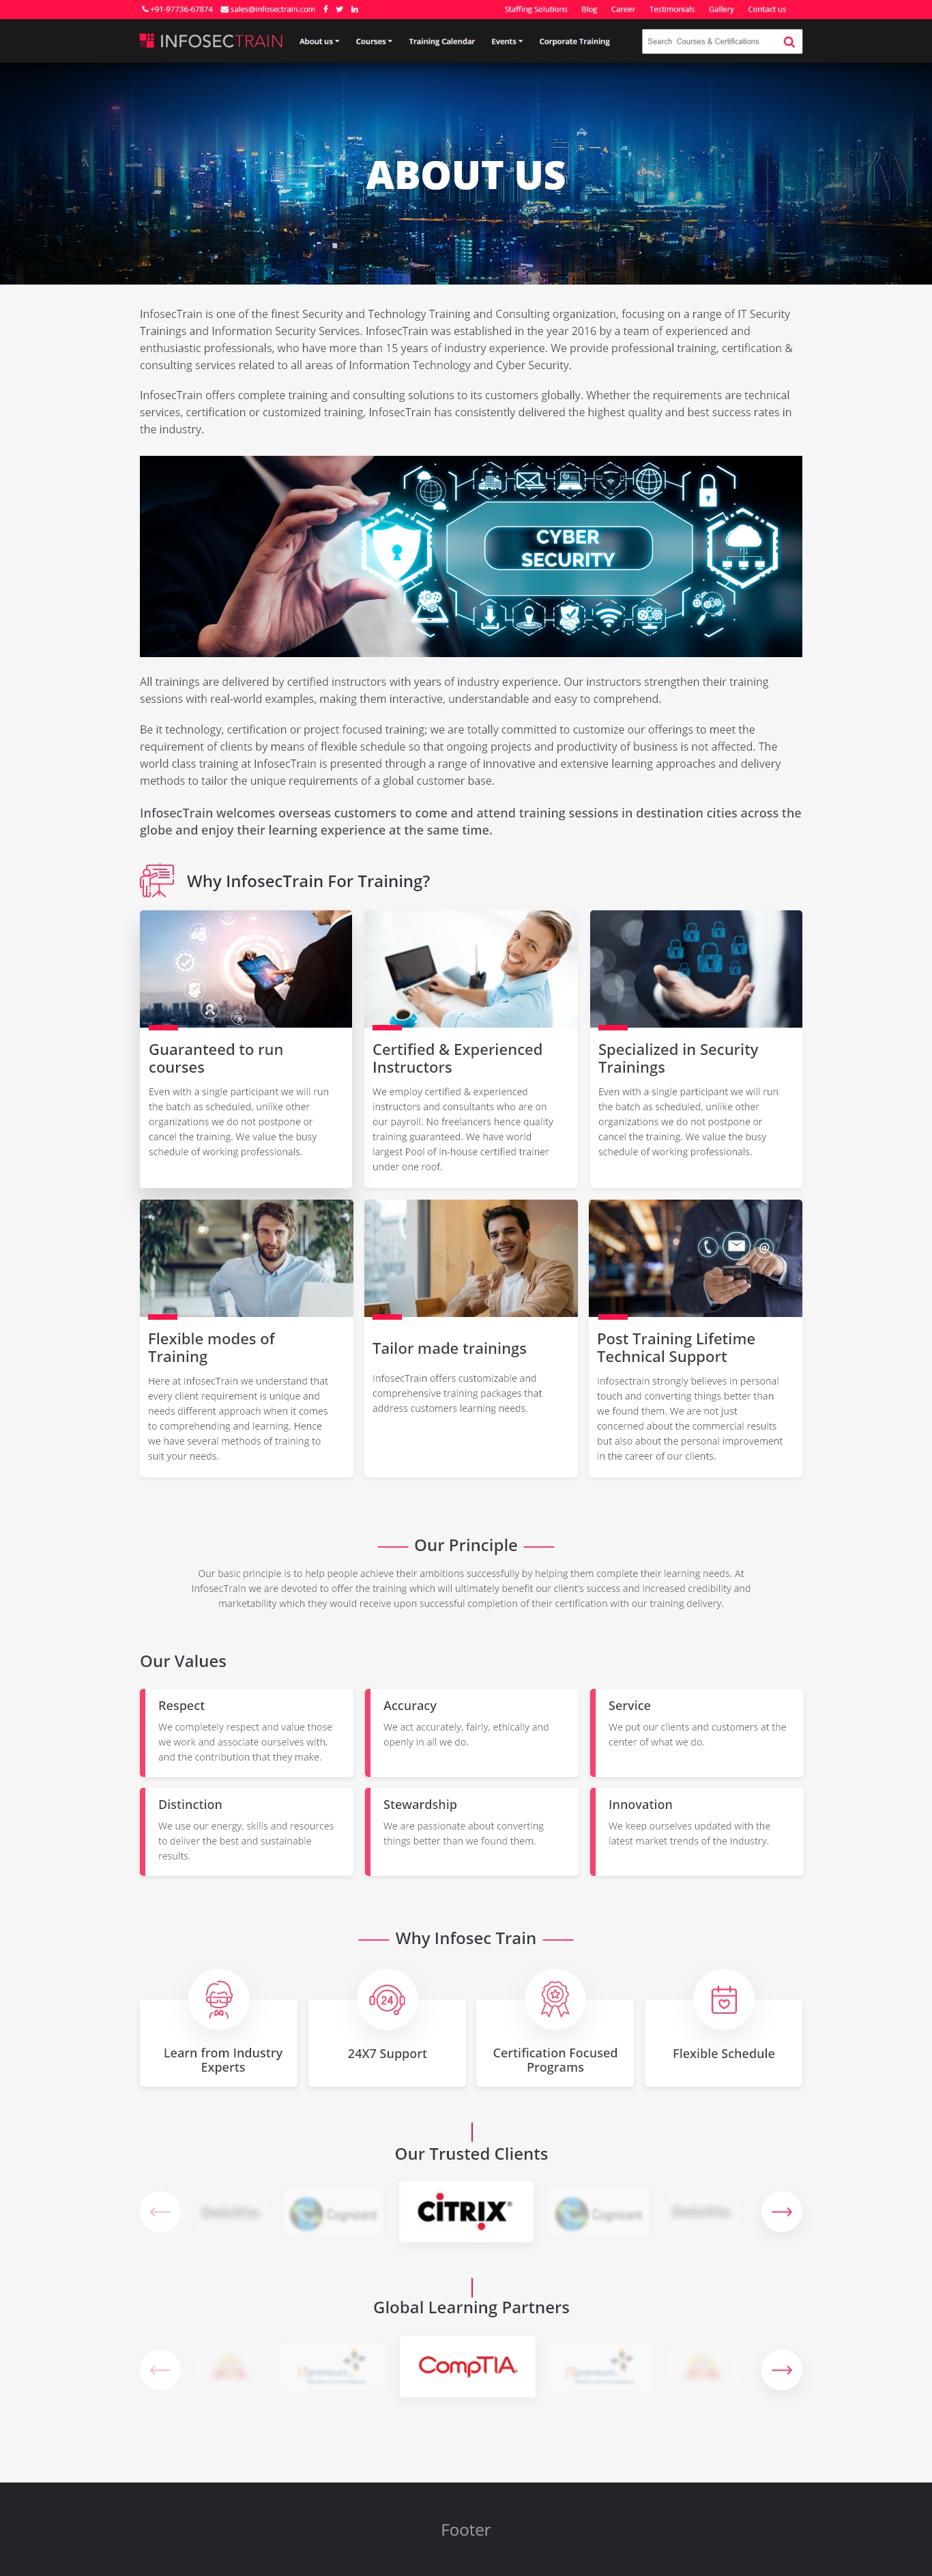 +91-97736-67874 sales@infosectrain.com
Staffing Solutions Blog Career Testimonials Gallery Contact us
INFOSECTRAIN
About us Courses Training Calendar Events Corporate Training
Search Courses & Certifications
ABOUT US
InfosecTrain is one of the finest Security and Technology Training and Consulting organization, focusing on a range of IT Security
Trainings and Information Security Services. InfosecTrain was established in the year 2016 by a team of experienced and
enthusiastic professionals, who have more than 15 years of industry experience. We provide professional training, certification &
consulting services related to all areas of Information Technology and Cyber Security.
InfosecTrain offers complete training and consulting solutions to its customers globally. Whether the requirements are technical
services, certification or customized training, InfosecTrain has consistently delivered the highest quality and best success rates in
the industry.
CYBER
SECURITY
All trainings are delivered by certified instructors with years of industry experience. Our instructors strengthen their training
sessions with real-world examples, making them interactive, understandable and easy to comprehend.
Be it technology, certification or project focused training; we are totally committed to customize our offerings to meet the
requirement of clients by means of flexible schedule so that ongoing projects and productivity of business is not affected. The
world class training at InfosecTrain is presented through a range of innovative and extensive learning approaches and delivery
methods to tailor the unique requirements of a global customer base.
InfosecTrain welcomes overseas customers to come and attend training sessions in destination cities across the
globe and enjoy their learning experience at the same time.
Why InfosecTrain For Training?
Guaranteed to run
courses
Even with a single participant we will run
the batch as scheduled, unlike other
organizations we do not postpone or
cancel the training. We value the busy
schedule of working professionals.
Certified & Experienced
Instructors
We employ certified & experienced
instructors and consultants who are on
our payroll. No freelancers hence quality
training guaranteed. We have world
largest Pool of in-house certified trainer
under one roof.
Specialized in Security
Trainings
Even with a single participant we will run
the batch as scheduled, unlike other
organizations we do not postpone or
cancel the training. We value the busy
schedule of working professionals.
Flexible modes of
Training
Here at InfosecTrain we understand that
every client requirement is unique and
needs different approach when it comes
to comprehending and learning. Hence
we have several methods of training to
suit your needs.
Tailor made trainings
InfosecTrain offers customizable and
comprehensive training packages that
address customers learning needs.
Post Training Lifetime
Technical Support
Infosectrain strongly believes in personal
touch and converting things better than
we found them. We are not just
concerned about the commercial results
but also about the personal improvement
in the career of our clients.
Our Principle
Our basic principle is to help people achieve their ambitions successfully by helping them complete their learning needs. At
InfosecTrain we are devoted to offer the training which will ultimately benefit our client's success and increased credibility and
marketability which they would receive upon successful completion of their certification with our training delivery.
Our Values
Respect
We completely respect and value those
we work and associate ourselves with,
and the contribution that they make.
Accuracy
We act accurately, fairly, ethically and
openly in all we do.
Service
We put our clients and customers at the
center of what we do.
Distinction
We use our energy, skills and resources
to deliver the best and sustainable
results.
Stewardship
We are passionate about converting
things better than we found them.
Innovation
We keep ourselves updated with the
latest market trends of the Industry.
Why Infosec Train
Learn from Industry
Experts
24
24X7 Support
Certification Focused
Programs
Flexible Schedule
Our Trusted Clients
Deloitte Cognizant CITRIX Cognizant Deloitte
Global Learning Partners
ITpreneurs CompTIA ITpreneurs
Footer